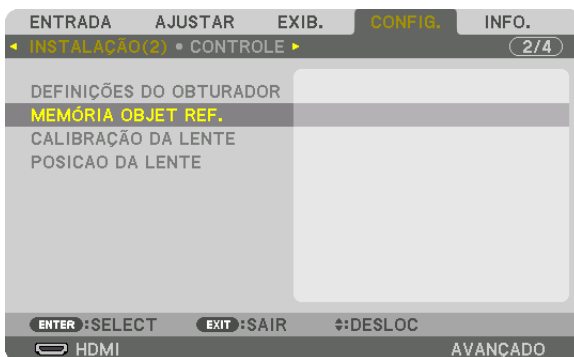 ENTRADA AJUSTAR EXIB. CONFIG. INFO.
INSTALAÇÃO(2) • CONTROLE 2/4
DEFINIÇÕES DO OBTURADOR
MEMÓRIA OBJET REF.
CALIBRAÇÃO DA LENTE
POSICAO DA LENTE
ENTER :SELECT EXIT :SAIR :DESLOC
HDMI AVANÇADO